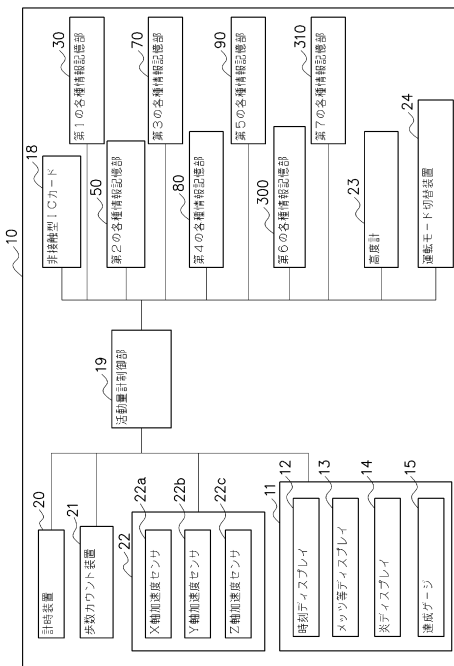 10
20
計時装置
21
歩数カウント装置
22
22a
X軸加速度センサ
22b
Y軸加速度センサ
22c
Z軸加速度センサ
11
12
時刻ディスプレイ
13
メッツ等ディスプレイ
14
炎ディスプレイ
15
達成ゲージ
19
活動量計制御部
18
非接触型ICカード
30
第1の各種情報記憶部
50
第2の各種情報記憶部
70
第3の各種情報記憶部
80
第4の各種情報記憶部
90
第5の各種情報記憶部
300
第6の各種情報記憶部
310
第7の各種情報記憶部
23
高度計
24
運転モード切替装置